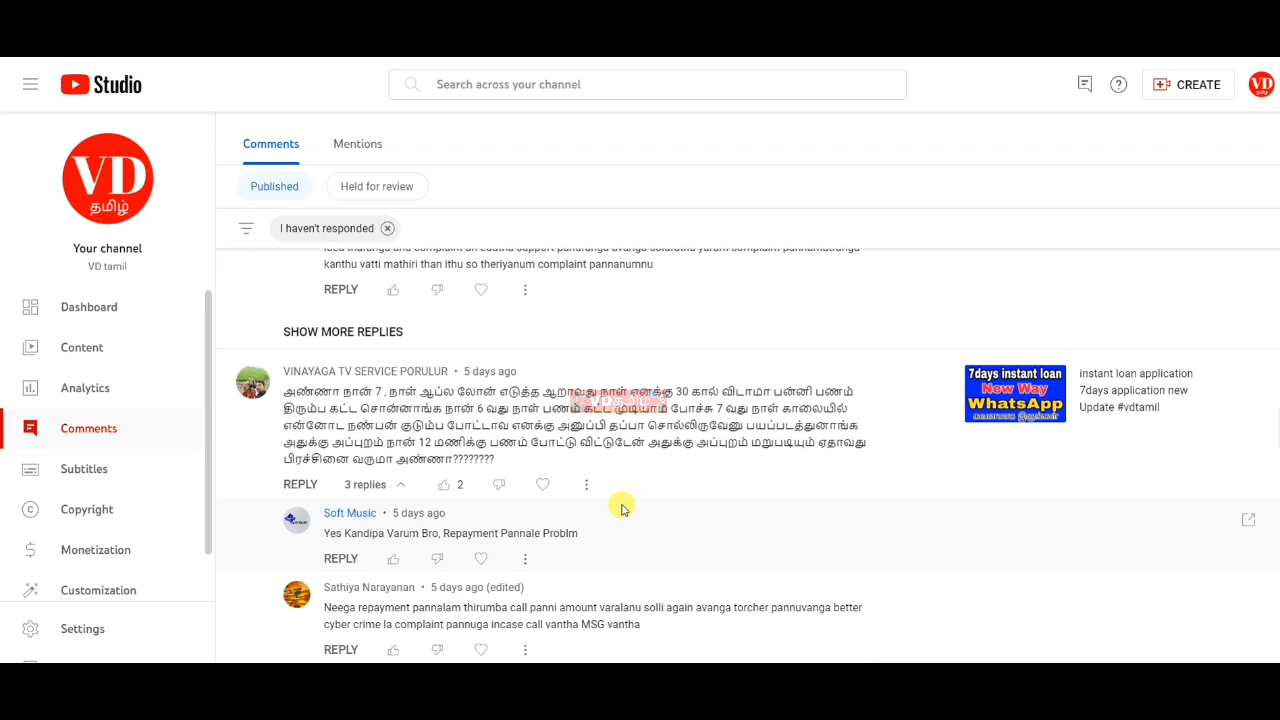 Studio
Search across your channel
CREATE
VD
தமிழ்
VD
தமிழ்
Your channel
VD tamil
Dashboard
Content
Analytics
Comments
Subtitles
Copyright
Monetization
Customization
Settings
Comments
Mentions
Published
Held for review
I haven't responded
kanthu vatti mathiri than ithu so theriyanum complaint pannanumnu
REPLY
SHOW MORE REPLIES
VINAYAGA TV SERVICE PORULUR • 5 days ago
அண்ணா நான் 7 , நாள் ஆப்ல லோன் எடுத்த ஆறாவது நாள் எனக்கு 30 கால் விடாமா பன்னி பணம்
திரும்ப கட்ட சொன்னாங்க நான் 6 வது நாள் பணம் கட்ட முடியாம போச்சு 7 வது நாள் காலையில்
என்னோட நண்பன் குடும்ப போட்டாவ எனக்கு அனுப்பி தப்பா சொல்லிருவேனு பயப்படத்துனாங்க
அதுக்கு அப்புறம் நான் 12 மணிக்கு பணம் போட்டு விட்டுடேன் அதுக்கு அப்புறம் மறுபடியும் ஏதாவது
பிரச்சினை வருமா அண்ணா????????
REPLY 3 replies 2
7days instant loan
New Way
WhatsApp
instant loan application
7days application new
Update #vdtamil
Soft Music • 5 days ago
Yes Kandipa Varum Bro, Repayment Pannale Problm
REPLY
Sathiya Narayanan • 5 days ago (edited)
Neega repayment pannalam thirumba call panni amount varalanu solli again avanga torcher pannuvanga better
cyber crime la complaint pannuga incase call vantha MSG vantha
REPLY